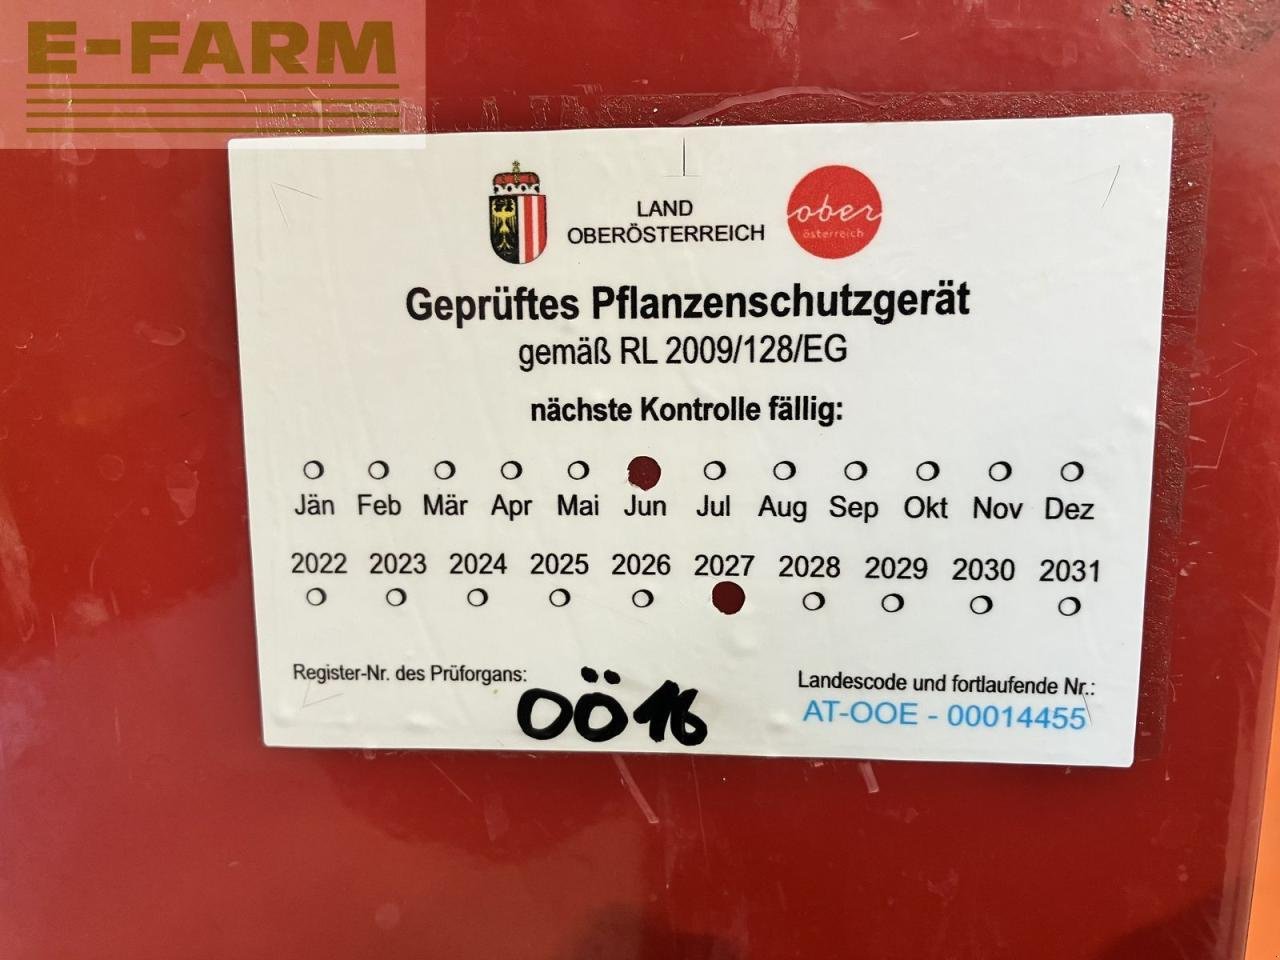 E-FARM
LAND
OBERÖSTERREICH
ober
österreich
Geprüftes Pflanzenschutzgerät
gemäß RL 2009/128/EG
nächste Kontrolle fällig:
Jän Feb Mär Apr Mai Jun Jul Aug Sep Okt Nov Dez
2022 2023 2024 2025 2026 2027 2028 2029 2030 2031
Register-Nr. des Prüforgans:
OÖ16
Landescode und fortlaufende Nr.:
AT-OOE - 00014455